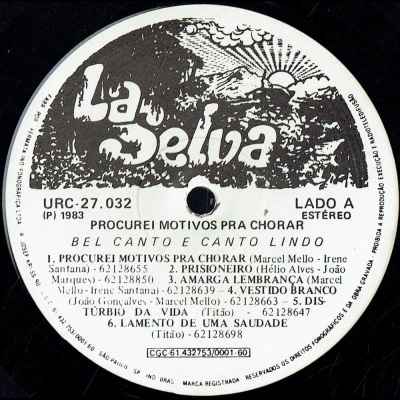 La Selva
URC-27.032
(P) 1983
LADO A
ESTÉREO
PROCUREI MOTIVOS PRA CHORAR
BEL CANTO E CANTO LINDO
1. PROCUREI MOTIVOS PRA CHORAR (Marcel Mello - Irene
Santana) - 62128655 2. PRISIONEIRO (Hélio Alves - João
Marques) - 62128850 3. AMARGA LEMBRANÇA (Marcel
Mello - Irene Santana) - 62128639 – 4. VESTIDO BRANCO
(João Gonçalves - Marcel Mello) - 62128663 – 5. DIS-
TÚRBIO DA VIDA (Titão) - 62128647
6. LAMENTO DE UMA SAUDADE
(Titão) - 62128698
CGC 61.432753/0001-60
SÃO PAULO SP IND. BRAS. MARCA REGISTRADA RESERVADOS OS DIREITOS FONOGRÁFICOS E DA OBRA GRAVADA - PROIBIDA A REPRODUÇÃO, EXECUÇÃO E RADIOTELEDIFUSÃO